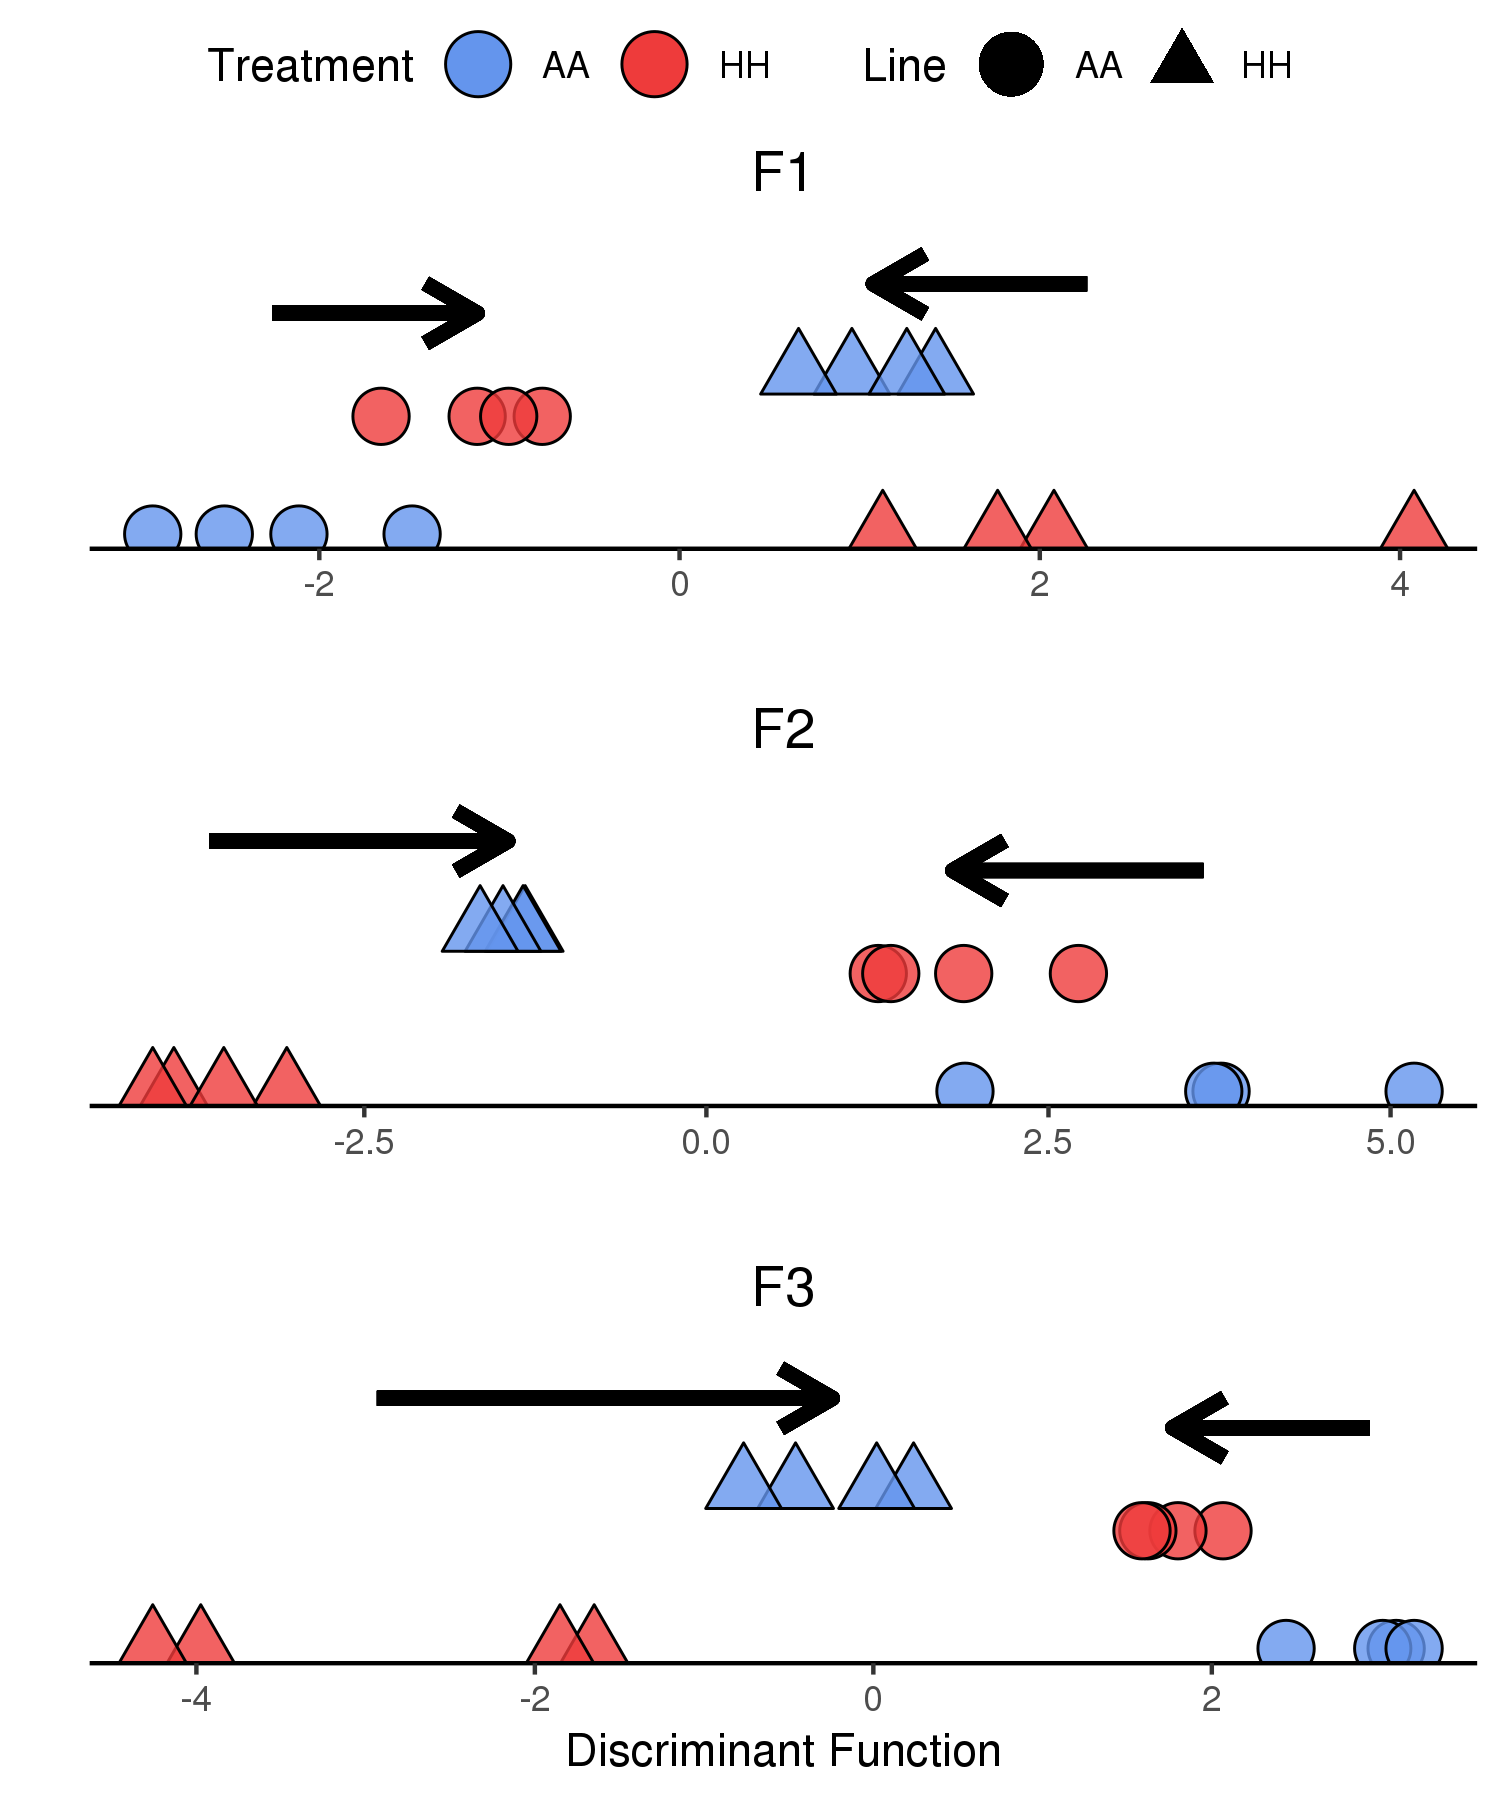 Treatment AA HH Line AA HH
F1
-2 0 2 4
F2
-2.5 0.0 2.5 5.0
F3
-4 -2 0 2
Discriminant Function